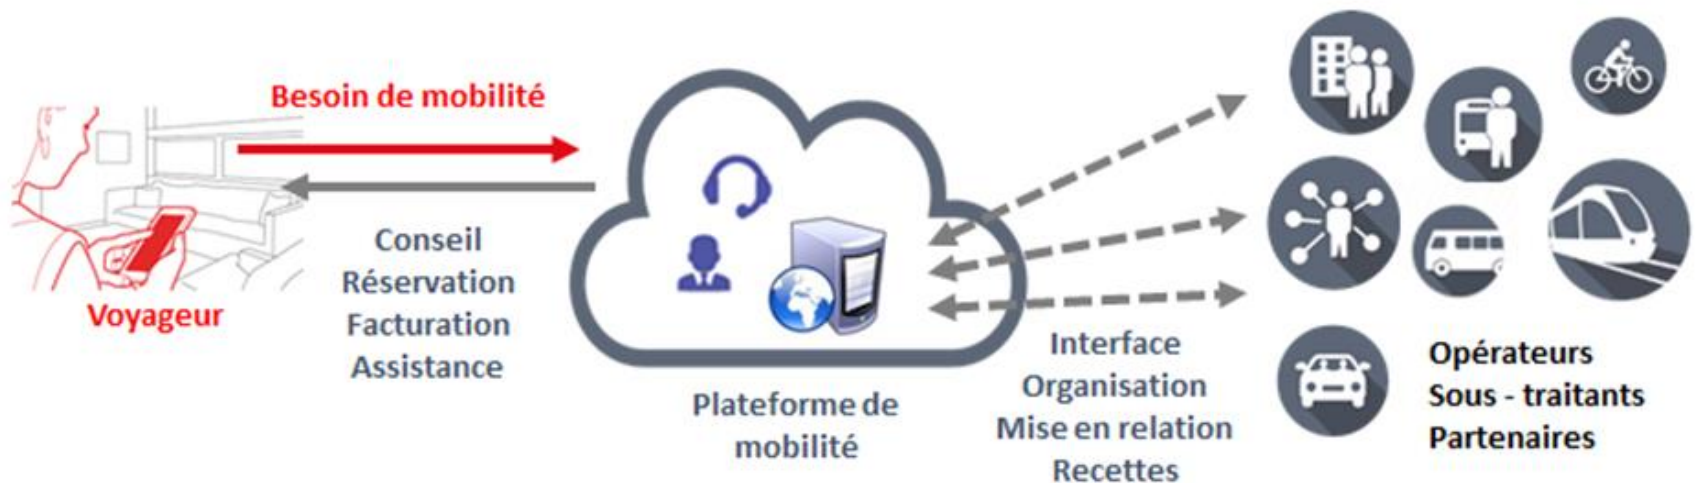 Besoin de mobilité
Voyageur
Conseil
Réservation
Facturation
Assistance
Plateforme de
mobilité
Interface
Organisation
Mise en relation
Recettes
Opérateurs
Sous - traitants
Partenaires